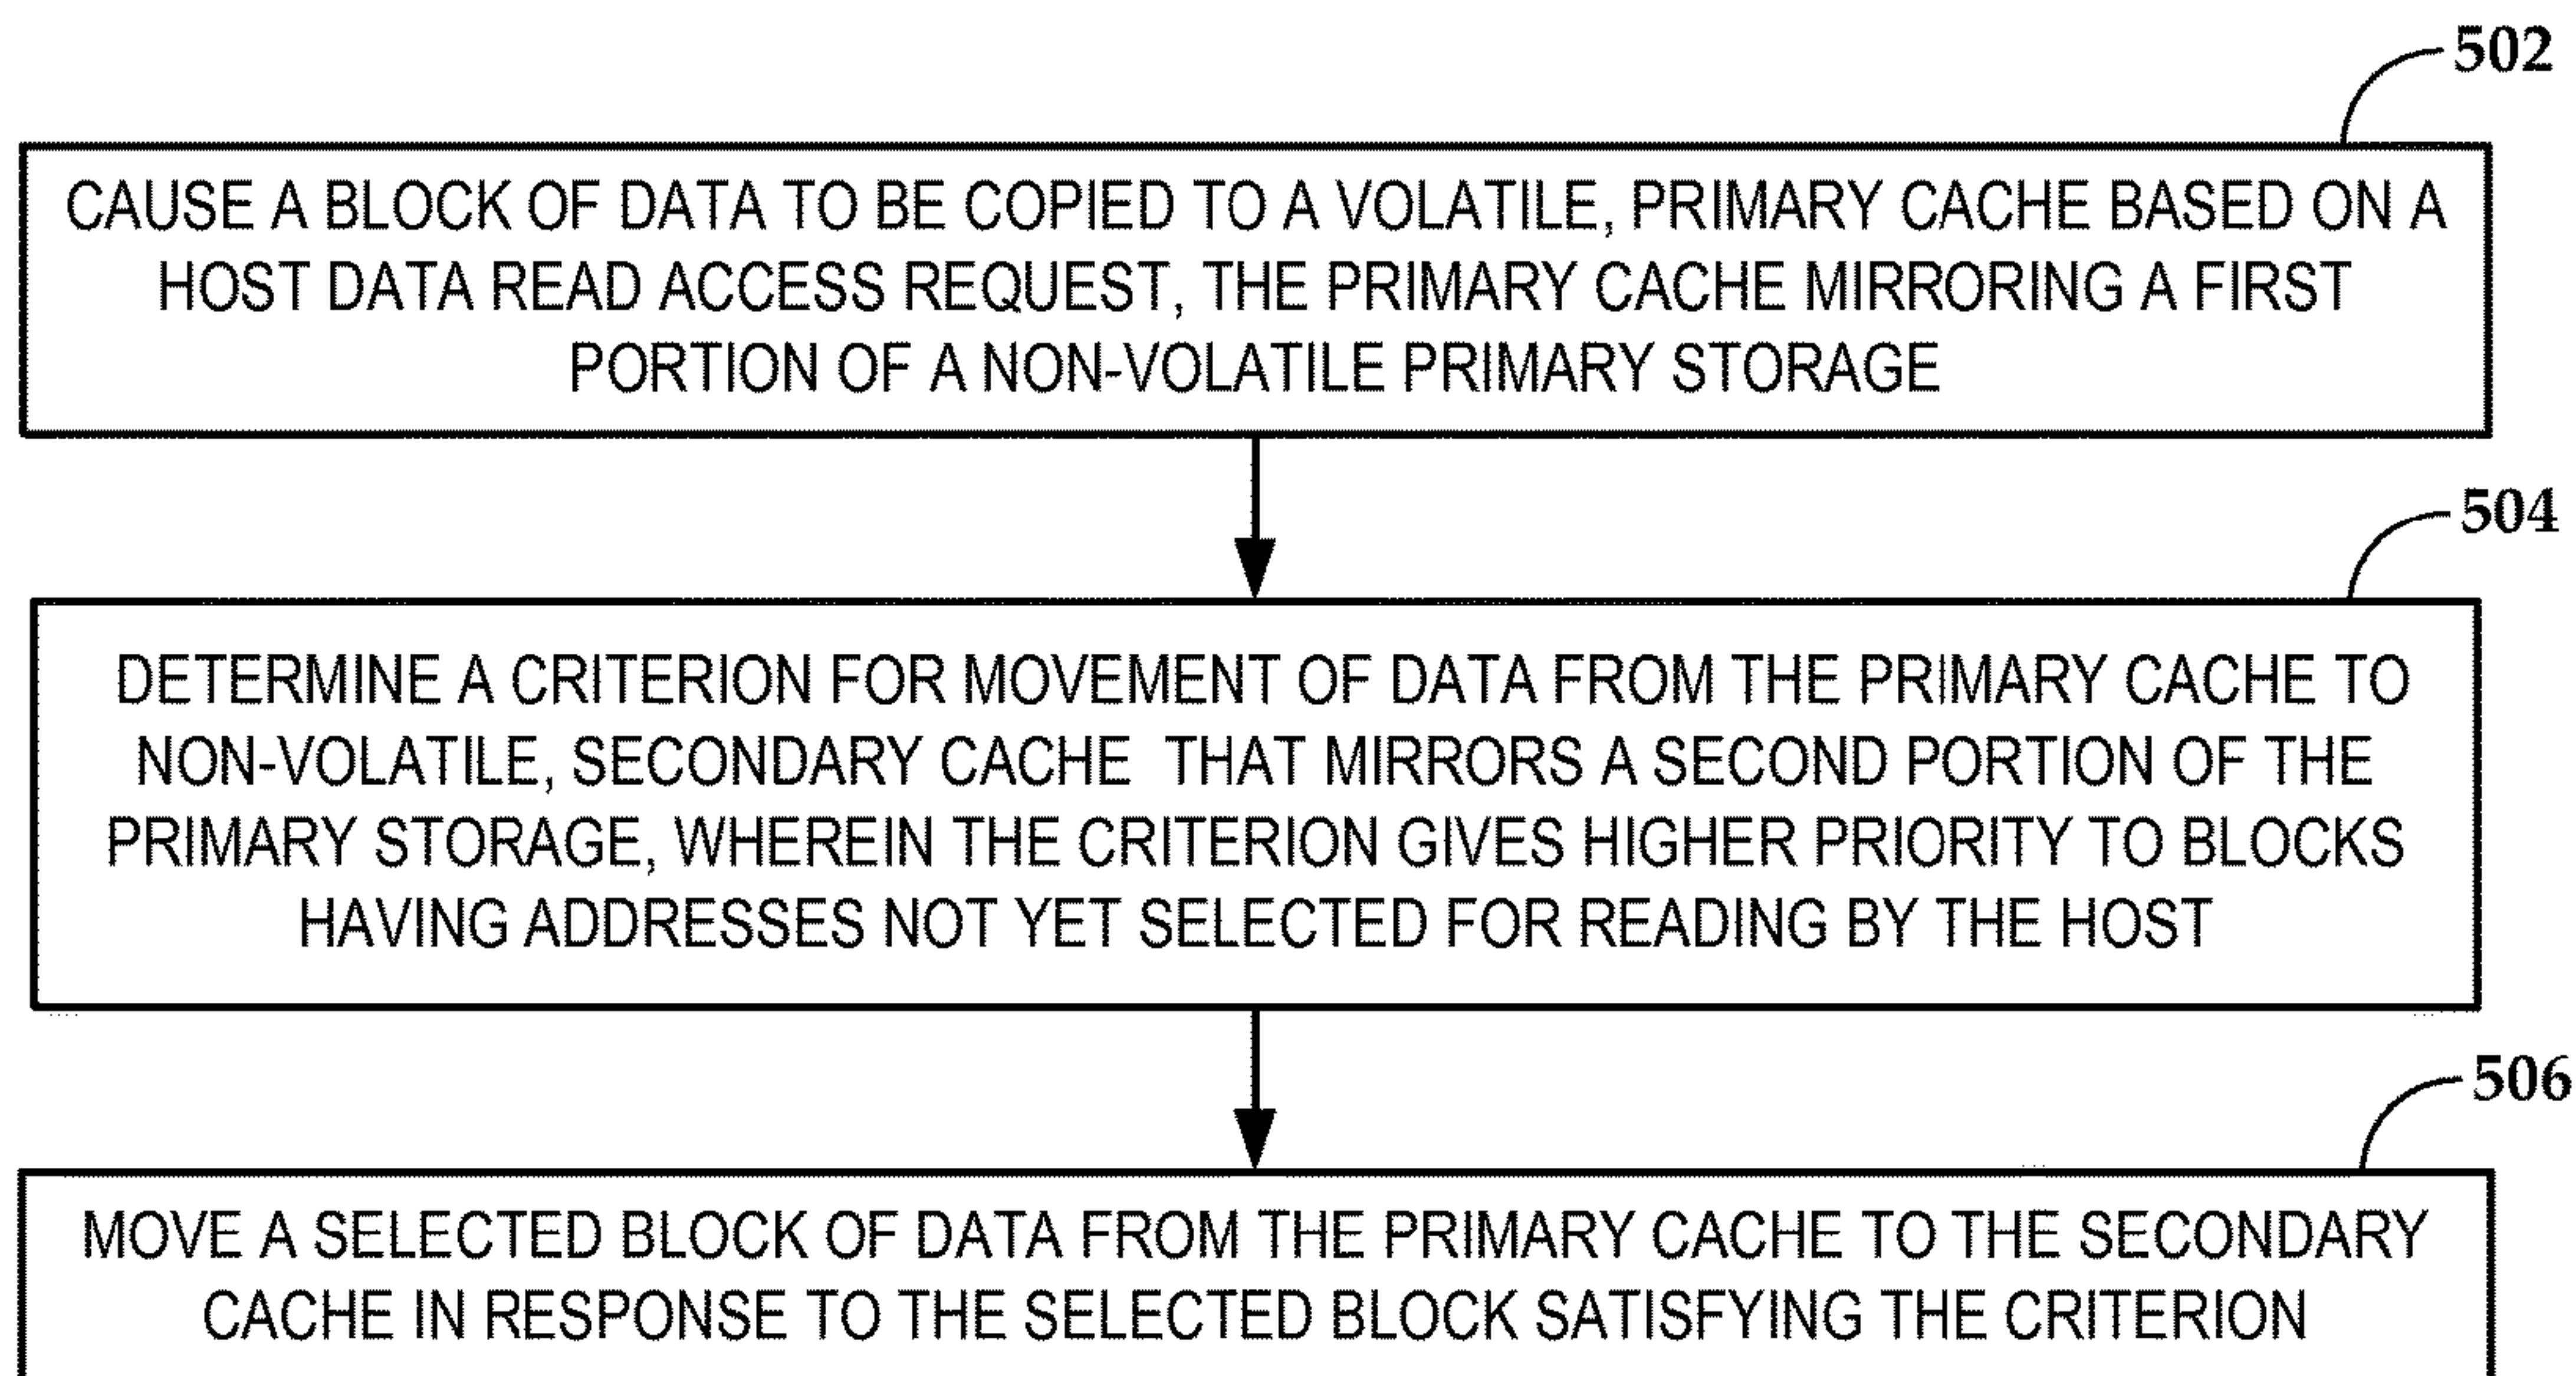 502
CAUSE A BLOCK OF DATA TO BE COPIED TO A VOLATILE, PRIMARY CACHE BASED ON A
HOST DATA READ ACCESS REQUEST, THE PRIMARY CACHE MIRRORING A FIRST
PORTION OF A NON-VOLATILE PRIMARY STORAGE
504
DETERMINE A CRITERION FOR MOVEMENT OF DATA FROM THE PRIMARY CACHE TO
NON-VOLATILE, SECONDARY CACHE THAT MIRRORS A SECOND PORTION OF THE
PRIMARY STORAGE, WHEREIN THE CRITERION GIVES HIGHER PRIORITY TO BLOCKS
HAVING ADDRESSES NOT YET SELECTED FOR READING BY THE HOST
506
MOVE A SELECTED BLOCK OF DATA FROM THE PRIMARY CACHE TO THE SECONDARY
CACHE IN RESPONSE TO THE SELECTED BLOCK SATISFYING THE CRITERION